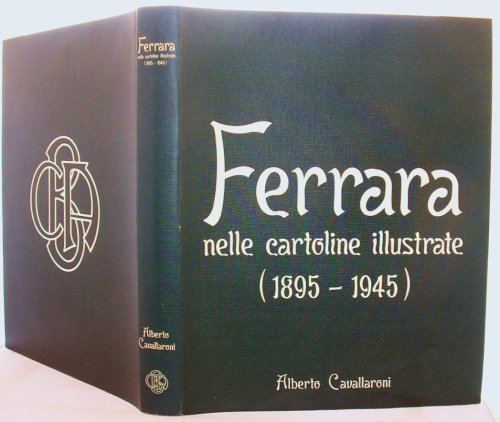 Ferrara
nelle cartoline illustrate
(1895 - 1945)
Alberto
Cavallaroni
Ferrara
nelle cartoline illustrate
(1895 - 1945)
Alberto Cavallaroni